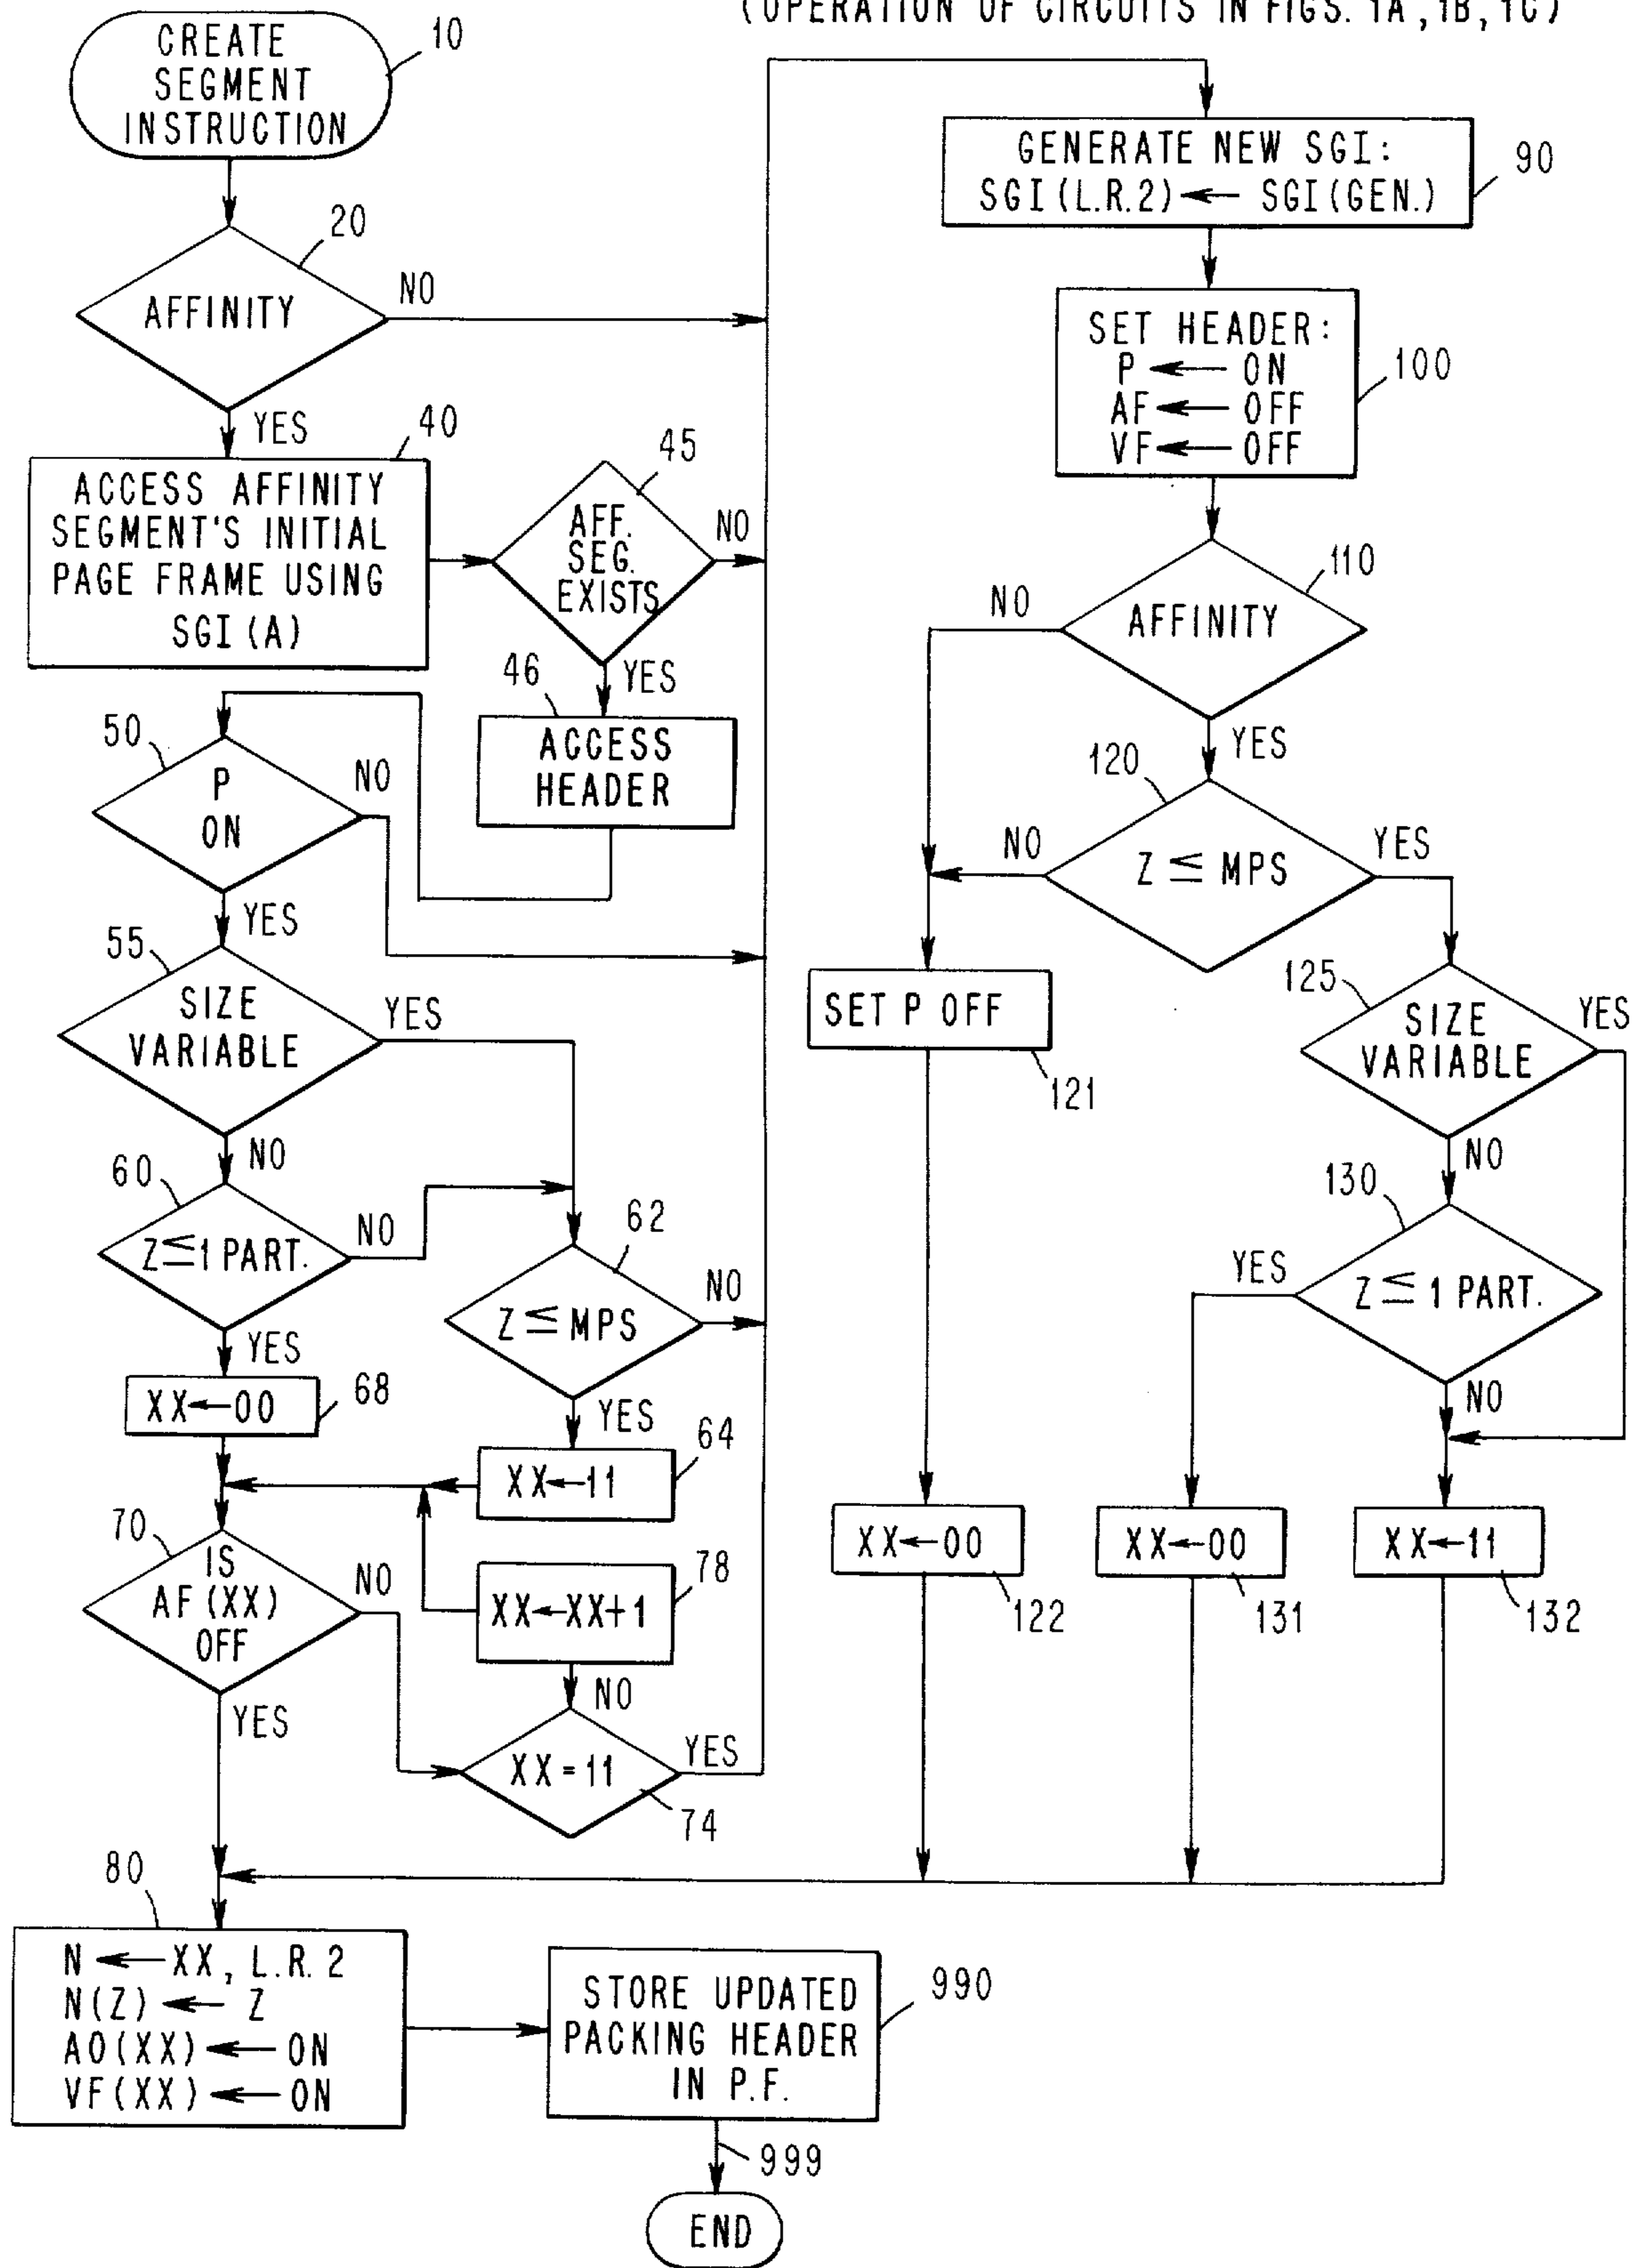 (OPERATION OF CIRCUITS IN FIGS. 1A, 1B, 1C)
CREATE
SEGMENT
INSTRUCTION
10
AFFINITY
20
NO
YES
ACCESS AFFINITY
SEGMENT'S INITIAL
PAGE FRAME USING
SGI (A)
40
AFF.
SEG.
EXISTS
45
NO
YES
ACCESS
HEADER
46
P
ON
50
NO
YES
SIZE
VARIABLE
55
YES
NO
Z≦1 PART.
60
NO
YES
Z ≦ MPS
62
NO
YES
XX←11
64
XX←00
68
IS
AF (XX)
OFF
70
NO
YES
XX←XX+1
78
NO
XX = 11
74
YES
GENERATE NEW SGI:
SGI (L.R.2) ← SGI (GEN.)
90
SET HEADER:
P ← ON
AF ← OFF
VF ← OFF
100
AFFINITY
110
NO
YES
Z ≦ MPS
120
NO
YES
SET P OFF
121
SIZE
VARIABLE
125
YES
NO
Z ≦ 1 PART.
130
YES
NO
XX←00
122
XX←00
131
XX←11
132
80
N ← XX, L.R. 2
N(Z) ← Z
AO(XX) ← ON
VF(XX) ← ON
STORE UPDATED
PACKING HEADER
IN P.F.
990
999
END